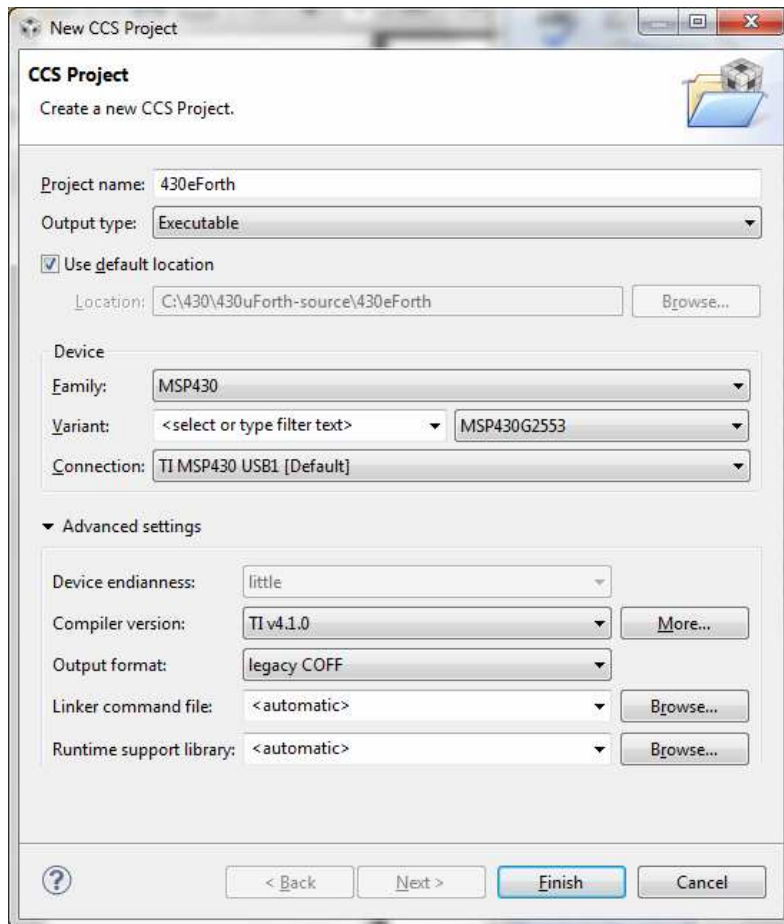 New CCS Project
CCS Project
Create a new CCS Project.
Project name: 430eForth
Output type: Executable
Use default location
Location: C:\430\430uForth-source\430eForth Browse...
Device
Family: MSP430
Variant: <select or type filter text> MSP430G2553
Connection: TI MSP430 USB1 [Default]
Advanced settings
Device endianness: little
Compiler version: TI v4.1.0 More...
Output format: legacy COFF
Linker command file: <automatic> Browse...
Runtime support library: <automatic> Browse...
? < Back Next > Finish Cancel